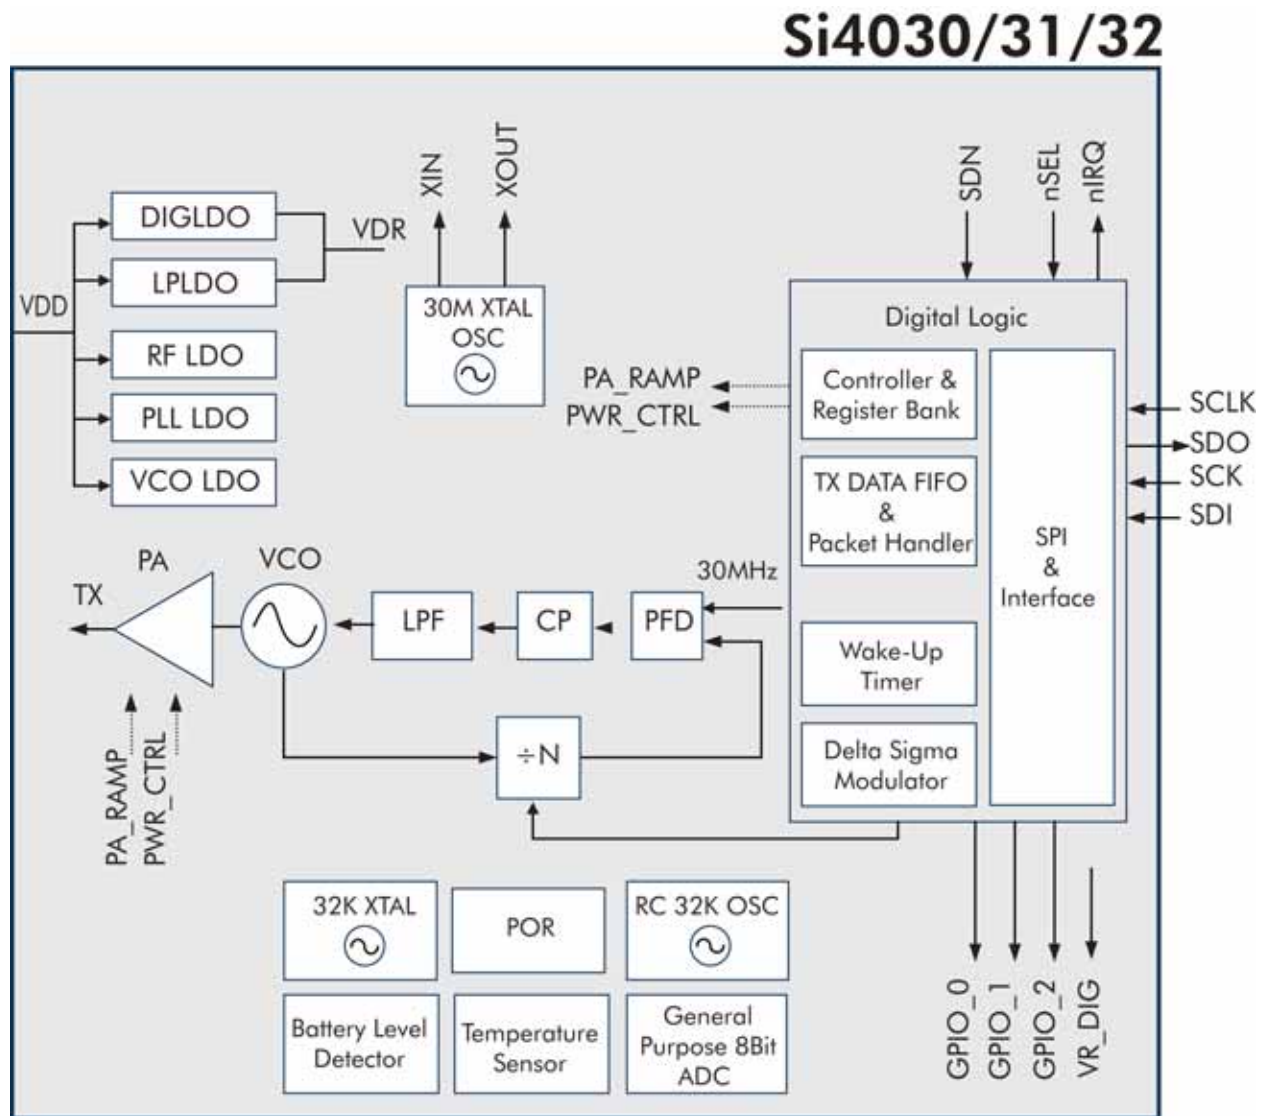 Si4030/31/32
XIN
XOUT
SDN
nSEL
nIRQ
DIGLDO
VDR
LPLDO
VDD
RF LDO
PLL LDO
VCO LDO
30M XTAL
OSC
Digital Logic
PA_RAMP
PWR_CTRL
Controller &
Register Bank
TX DATA FIFO
&
Packet Handler
SPI
&
Interface
Wake-Up
Timer
Delta Sigma
Modulator
SCLK
SDO
SCK
SDI
PA
VCO
TX
LPF
CP
PFD
30MHz
÷N
PA_RAMP
PWR_CTRL
32K XTAL
POR
RC 32K OSC
Battery Level
Detector
Temperature
Sensor
General
Purpose 8Bit
ADC
GPIO_0
GPIO_1
GPIO_2
VR_DIG